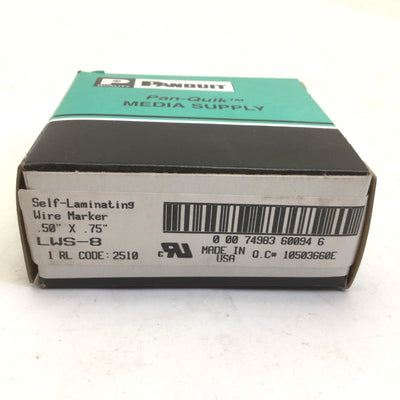 PANDUIT
Pan-Quik™
MEDIA SUPPLY
Self-Laminating
Wire Marker
.50" X .75"
LWS-8
1 RL CODE: 2510
0 00 74983 60094 6
MADE IN
USA
Q.C# 10503660E